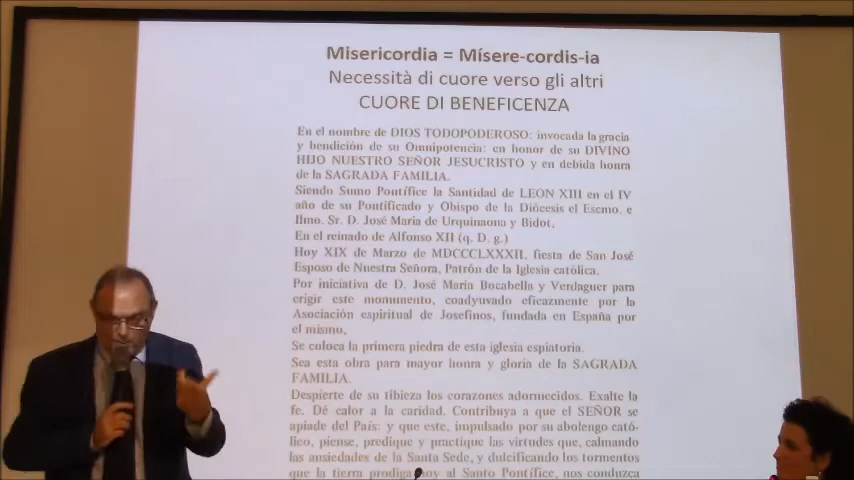 Misericordia = Mísere-cordis-ia
Necessità di cuore verso gli altri
CUORE DI BENEFICENZA
En el nombre de DIOS TODOPODEROSO: invocada la gracia
y bendición de su Omnipotencia: en honor de su DIVINO
HIJO NUESTRO SEÑOR JESUCRISTO y en debida honra
de la SAGRADA FAMILIA.
Siendo Sumo Pontífice la Santidad de LEON XIII en el IV
año de su Pontificado y Obispo de la Diócesis el Excmo. e
Ilmo. Sr. D. José Maria de Urquinaona y Bidot,
En el reinado de Alfonso XII (q. D. g.)
Hoy XIX de Marzo de MDCCCLXXXII, fiesta de San José
Esposo de Nuestra Señora, Patrón de la Iglesia católica.
Por iniciativa de D. José Maria Bocabella y Verdaguer para
erigir este monumento, coadyuvado eficazmente por la
Asociación espiritual de Josefinos, fundada en España por
el mismo,
Se coloca la primera piedra de esta iglesia espiatoria.
Sea esta obra para mayor honra y gloria de la SAGRADA
FAMILIA.
Despierte de su tibieza los corazones adormecidos. Exalte la
fe. Dé calor a la caridad. Contribuya a que el SEÑOR se
apiade del País: y que este, impulsado por su abolengo cató-
lico, piense, predique y practique las virtudes que, calmando
las ansiedades de la Santa Sede, y dulcificando los tormentos
que la tierra prodiga hoy al Santo Pontífice, nos conduzca